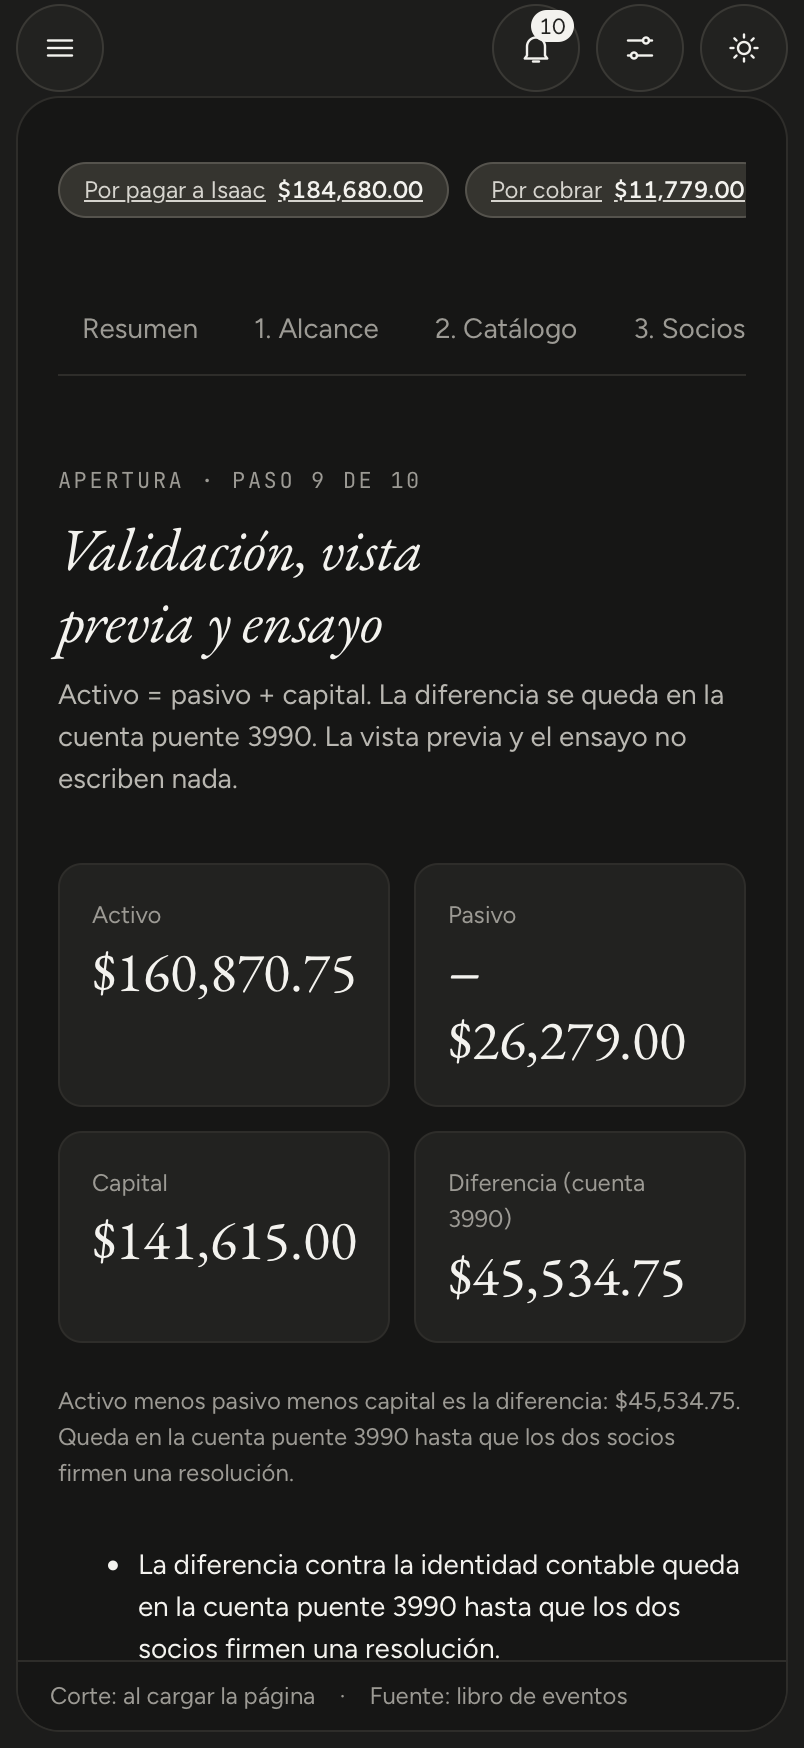 10
Por pagar a Isaac $184,680.00
Por cobrar $11,779.00
Resumen
1. Alcance
2. Catálogo
3. Socios
APERTURA · PASO 9 DE 10
Validación, vista
previa y ensayo
Activo = pasivo + capital. La diferencia se queda en la
cuenta puente 3990. La vista previa y el ensayo no
escriben nada.
Activo
$160,870.75
Pasivo
–
$26,279.00
Capital
$141,615.00
Diferencia (cuenta
3990)
$45,534.75
Activo menos pasivo menos capital es la diferencia: $45,534.75.
Queda en la cuenta puente 3990 hasta que los dos socios
firmen una resolución.
• La diferencia contra la identidad contable queda
en la cuenta puente 3990 hasta que los dos
socios firmen una resolución.
Corte: al cargar la página · Fuente: libro de eventos